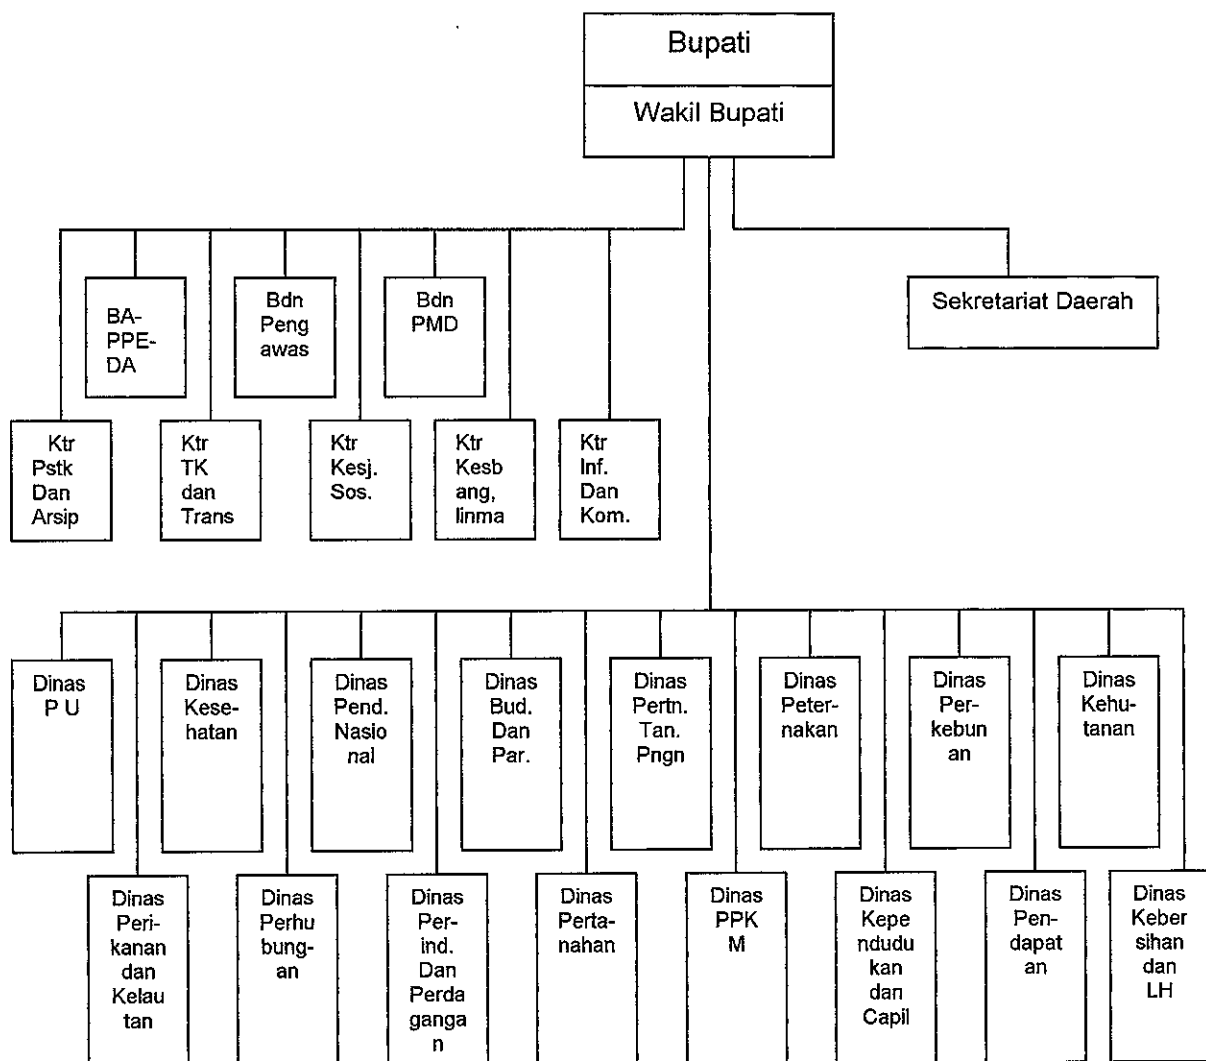 Bupati
Wakil Bupati
Sekretariat Daerah
BA-
PPE-
DA
Bdn
Peng
awas
Bdn
PMD
Ktr
Pstk
Dan
Arsip
Ktr
TK
dan
Trans
Ktr
Kesj.
Sos.
Ktr
Kesb
ang,
linma
Ktr
Inf.
Dan
Kom.
Dinas
P U
Dinas
Kese-
hatan
Dinas
Pend.
Nasio
nal
Dinas
Bud.
Dan
Par.
Dinas
Pertn.
Tan.
Pngn
Dinas
Peter-
nakan
Dinas
Per-
kebun
an
Dinas
Kehu-
tanan
Dinas
Peri-
kanan
dan
Kelau
tan
Dinas
Perhu
bung-
an
Dinas
Per-
ind.
Dan
Perda
gangan
n
Dinas
Perta-
nahan
Dinas
PPK
M
Dinas
Kepe
ndudu
kan
dan
Capil
Dinas
Pen-
dapat
an
Dinas
Keber
sihan
dan
LH